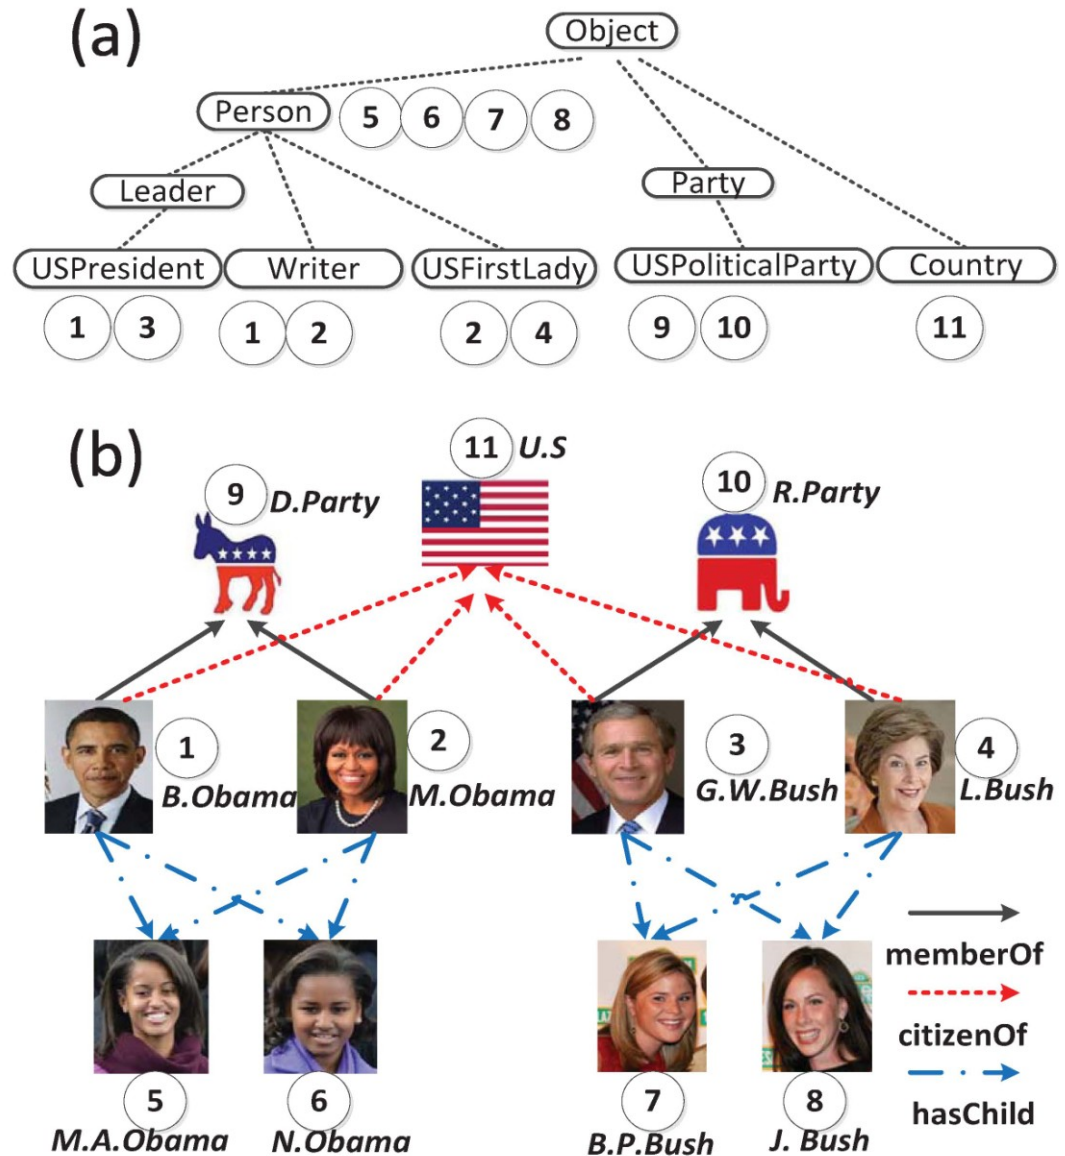 (a)
Object
Person 5 6 7 8
Leader
Party
USPresident Writer USFirstLady USPoliticalParty Country
1 3 1 2 2 4 9 10 11
(b)
11 U.S
9 D.Party
10 R.Party
1 B.Obama
2 M.Obama
3 G.W.Bush
4 L.Bush
memberOf
citizenOf
hasChild
5 M.A.Obama
6 N.Obama
7 B.P.Bush
8 J. Bush